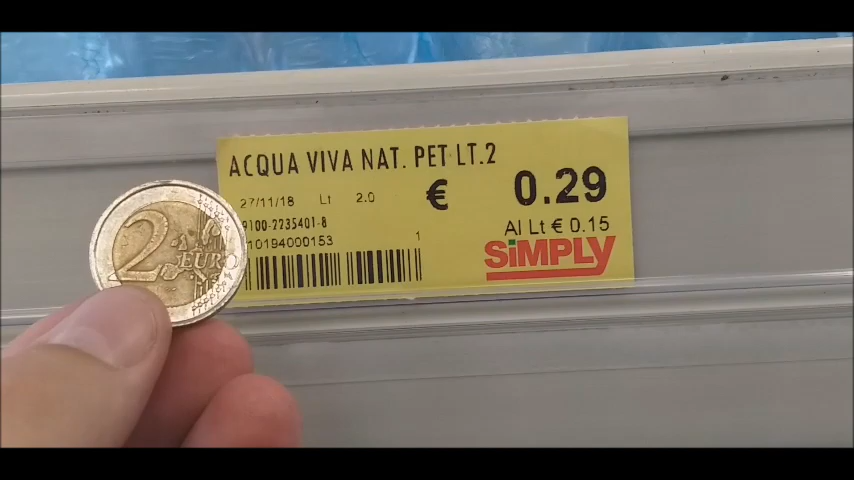 ACQUA VIVA NAT. PET LT.2
27/11/18 Lt 2.0
€ 0.29
9100-2235401-8
Al Lt € 0.15
10194000153 1
SiMPLY
2 EURO